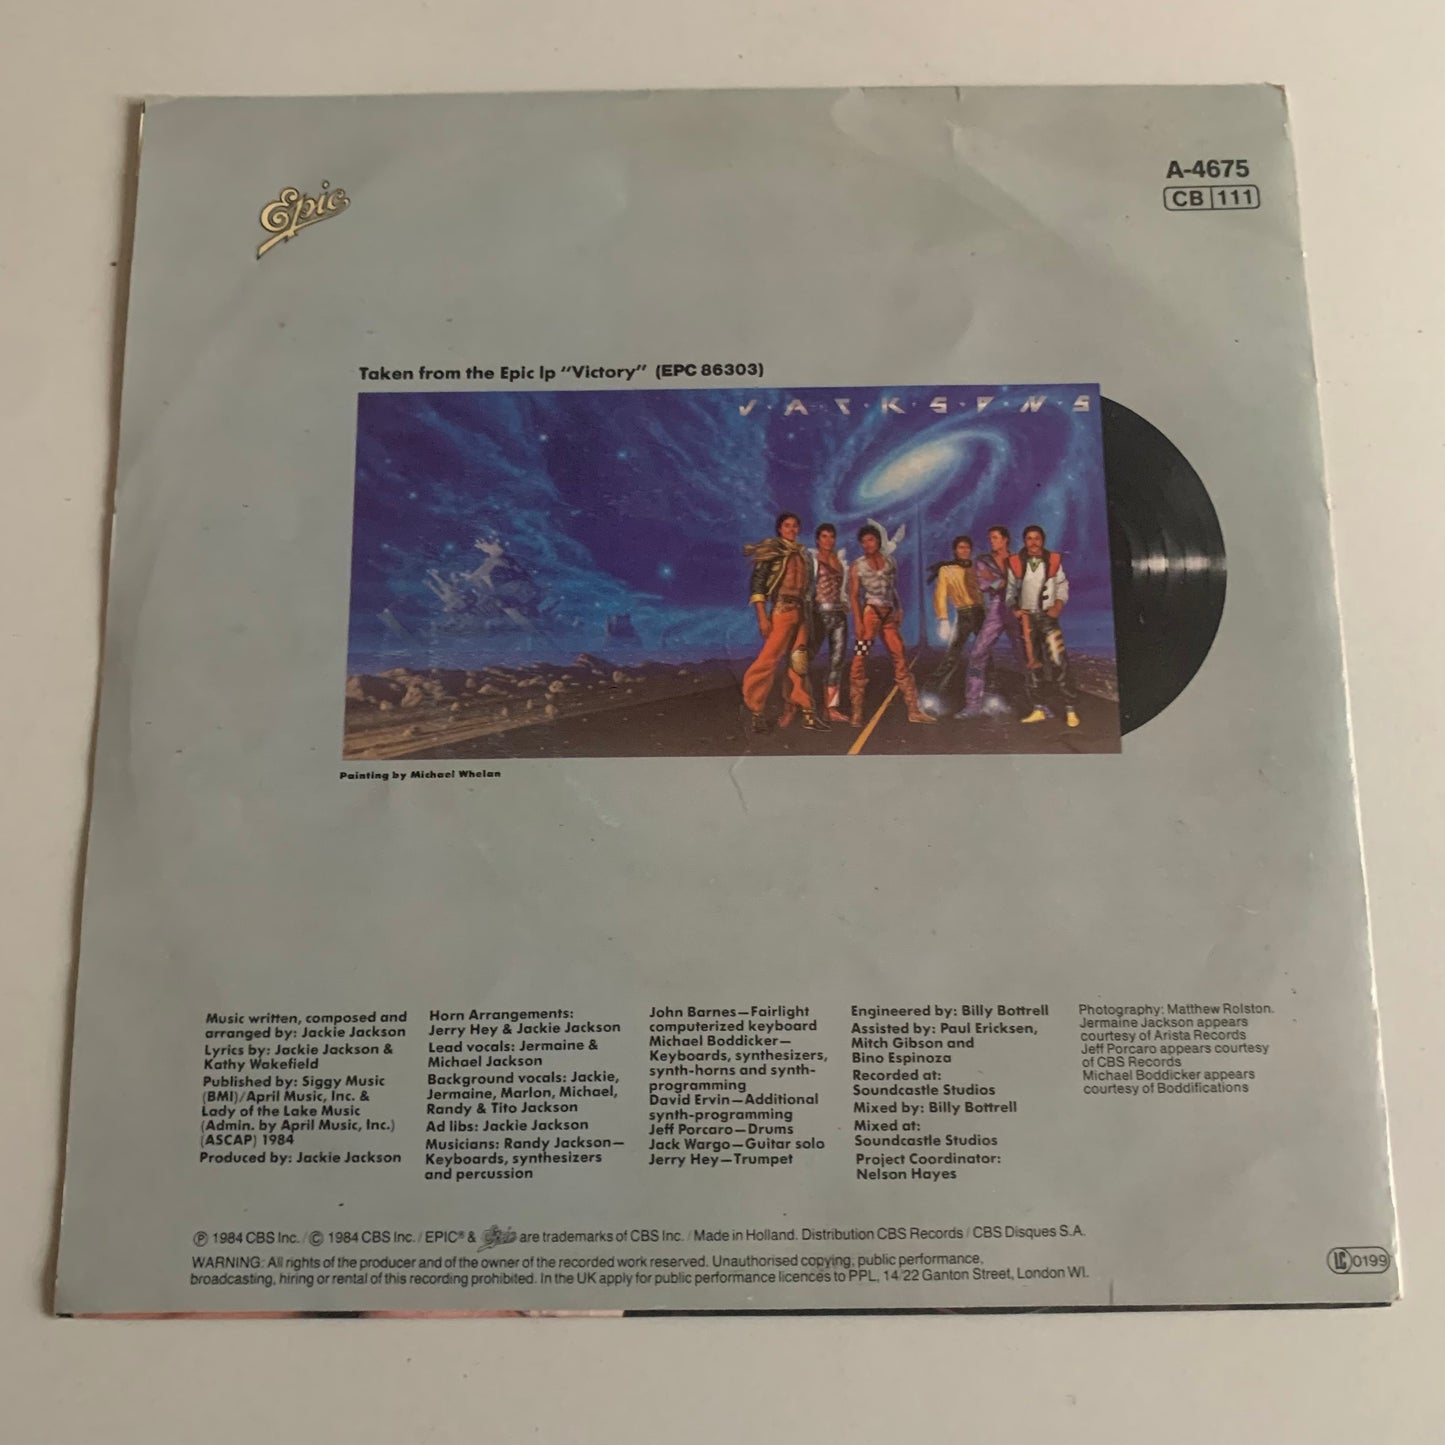 Epic
A-4675
CB 111
Taken from the Epic lp "Victory" (EPC 86303)
J·A·C·K·S·O·N·S
Painting by Michael Whelan
Music written, composed and
arranged by: Jackie Jackson
Lyrics by: Jackie Jackson &
Kathy Wakefield
Published by: Siggy Music
(BMI)/April Music, Inc. &
Lady of the Lake Music
(Admin. by April Music, Inc.)
(ASCAP) 1984
Produced by: Jackie Jackson
Horn Arrangements:
Jerry Hey & Jackie Jackson
Lead vocals: Jermaine &
Michael Jackson
Background vocals: Jackie,
Jermaine, Marlon, Michael,
Randy & Tito Jackson
Ad libs: Jackie Jackson
Musicians: Randy Jackson—
Keyboards, synthesizers
and percussion
John Barnes—Fairlight
computerized keyboard
Michael Boddicker—
Keyboards, synthesizers,
synth-horns and synth-
programming
David Ervin—Additional
synth-programming
Jeff Porcaro—Drums
Jack Wargo—Guitar solo
Jerry Hey—Trumpet
Engineered by: Billy Bottrell
Assisted by: Paul Ericksen,
Mitch Gibson and
Bino Espinoza
Recorded at:
Soundcastle Studios
Mixed by: Billy Bottrell
Mixed at:
Soundcastle Studios
Project Coordinator:
Nelson Hayes
Photography: Matthew Rolston.
Jermaine Jackson appears
courtesy of Arista Records
Jeff Porcaro appears courtesy
of CBS Records
Michael Boddicker appears
courtesy of Boddifications
℗ 1984 CBS Inc. / © 1984 CBS Inc. / EPIC® & Epic are trademarks of CBS Inc. / Made in Holland. Distribution CBS Records / CBS Disques S.A.
WARNING: All rights of the producer and of the owner of the recorded work reserved. Unauthorised copying, public performance,
broadcasting, hiring or rental of this recording prohibited. In the UK apply for public performance licences to PPL, 14/22 Ganton Street, London WI.
LC 0199